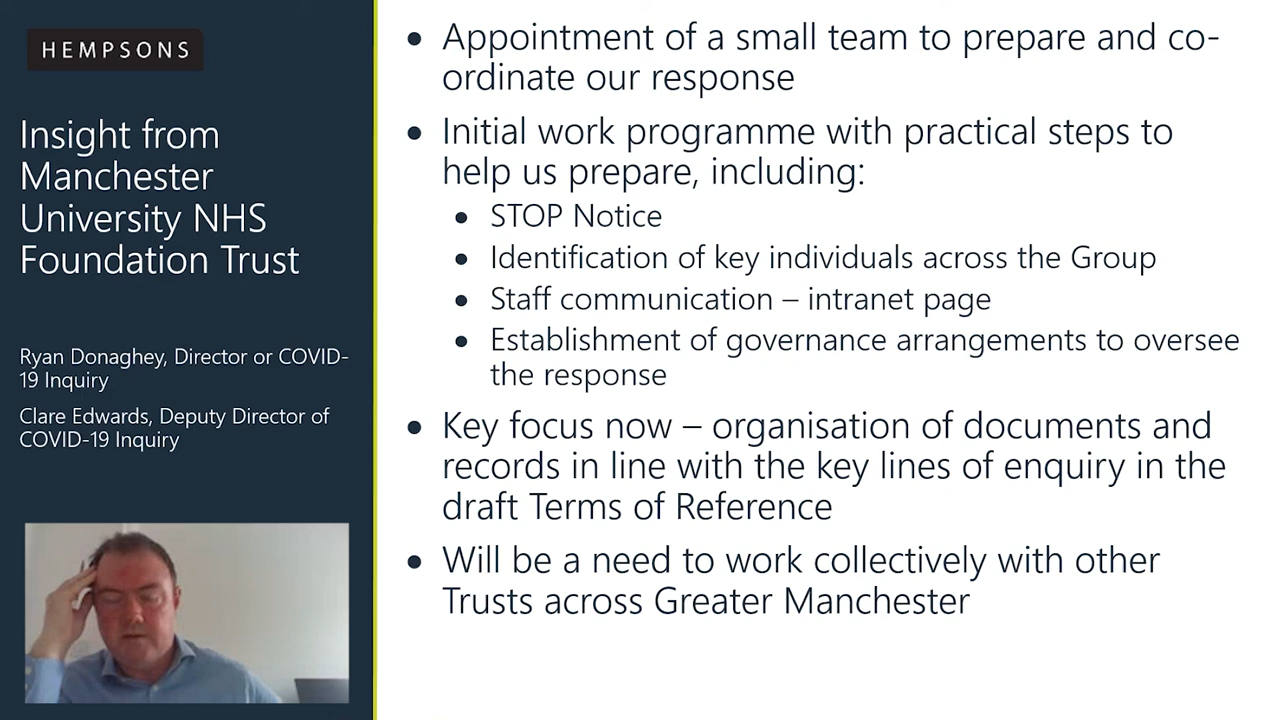 HEMPSONS
Insight from
Manchester
University NHS
Foundation Trust
Ryan Donaghey, Director or COVID-
19 Inquiry
Clare Edwards, Deputy Director of
COVID-19 Inquiry
• Appointment of a small team to prepare and co-
ordinate our response
• Initial work programme with practical steps to
help us prepare, including:
• STOP Notice
• Identification of key individuals across the Group
• Staff communication – intranet page
• Establishment of governance arrangements to oversee
the response
• Key focus now – organisation of documents and
records in line with the key lines of enquiry in the
draft Terms of Reference
• Will be a need to work collectively with other
Trusts across Greater Manchester